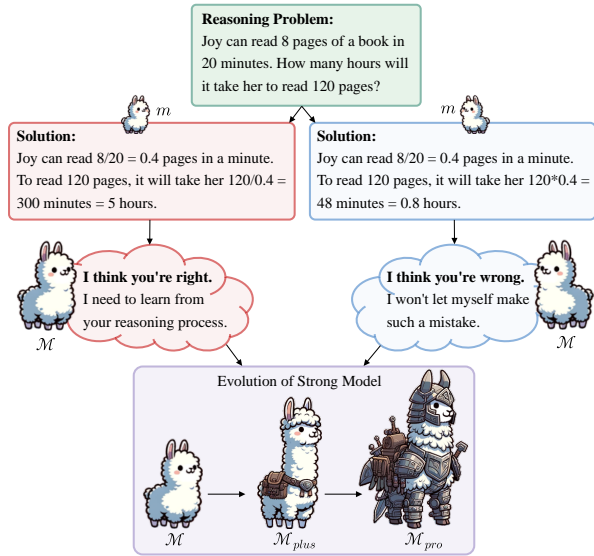 Reasoning Problem:
Joy can read 8 pages of a book in
20 minutes. How many hours will
it take her to read 120 pages?
m
m
Solution:
Joy can read 8/20 = 0.4 pages in a minute.
To read 120 pages, it will take her 120/0.4 =
300 minutes = 5 hours.
Solution:
Joy can read 8/20 = 0.4 pages in a minute.
To read 120 pages, it will take her 120*0.4 =
48 minutes = 0.8 hours.
I think you're right.
I need to learn from
your reasoning process.
M
I think you're wrong.
I won't let myself make
such a mistake.
M
Evolution of Strong Model
M
M plus
M pro